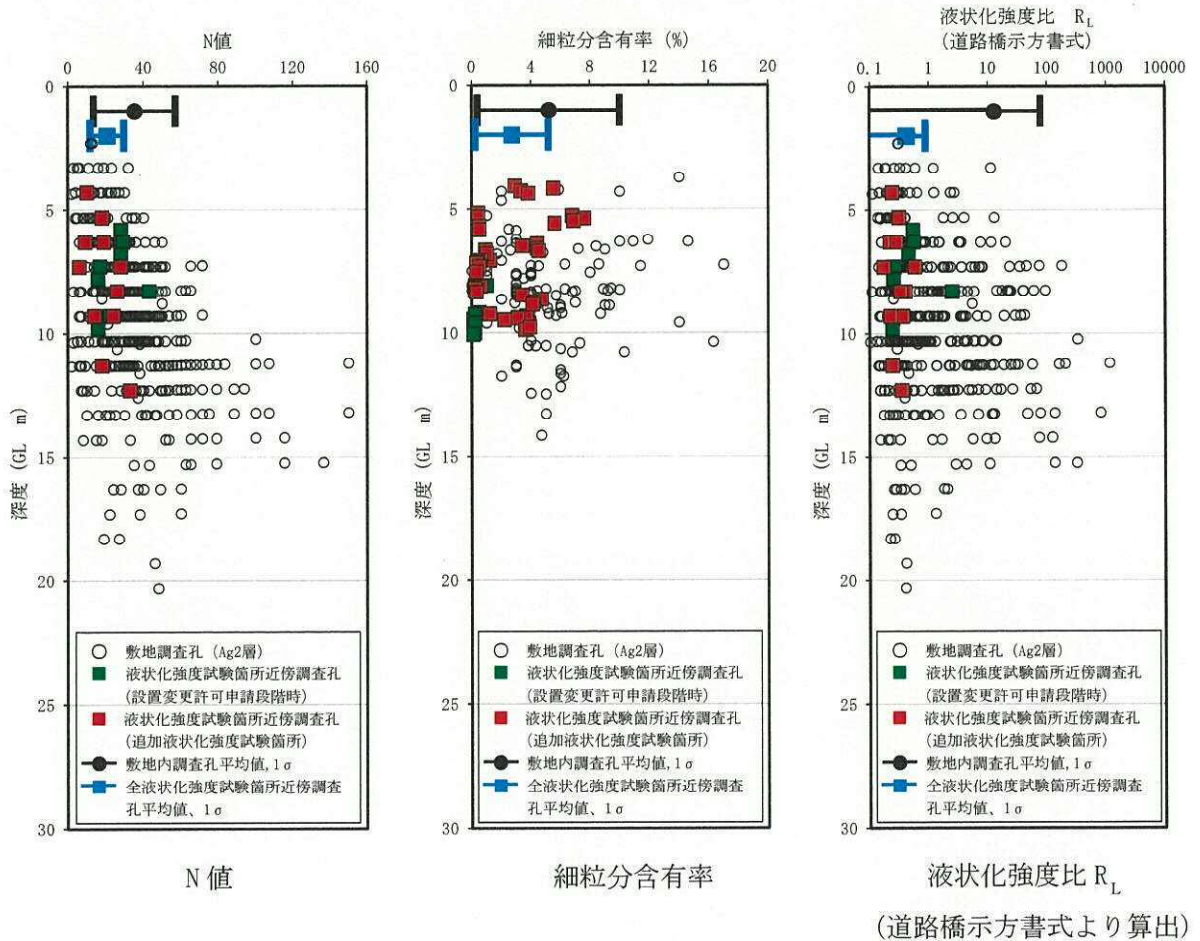 N値
0 40 80 120 160
0
5
10
15
20
25
30
深度 (GL m)
○ 敷地調査孔 (Ag2層)
液状化強度試験箇所近傍調査孔
(設置変更許可申請段階時)
液状化強度試験箇所近傍調査孔
(追加液状化強度試験箇所)
敷地内調査孔平均値, 1σ
全液状化強度試験箇所近傍調査
孔平均値、1σ
N 値
細粒分含有率 (%)
0 4 8 12 16 20
0
5
10
15
20
25
30
深度 (GL m)
○ 敷地調査孔 (Ag2層)
液状化強度試験箇所近傍調査孔
(設置変更許可申請段階時)
液状化強度試験箇所近傍調査孔
(追加液状化強度試験箇所)
敷地内調査孔平均値, 1σ
全液状化強度試験箇所近傍調査
孔平均値、1σ
細粒分含有率
液状化強度比 R_L
(道路橋示方書式)
0.1 1 10 100 1000 10000
0
5
10
15
20
25
30
深度 (GL m)
○ 敷地調査孔 (Ag2層)
液状化強度試験箇所近傍調査孔
(設置変更許可申請段階時)
液状化強度試験箇所近傍調査孔
(追加液状化強度試験箇所)
敷地内調査孔平均値, 1σ
全液状化強度試験箇所近傍調査
孔平均値、1σ
液状化強度比 R_L
(道路橋示方書式より算出)